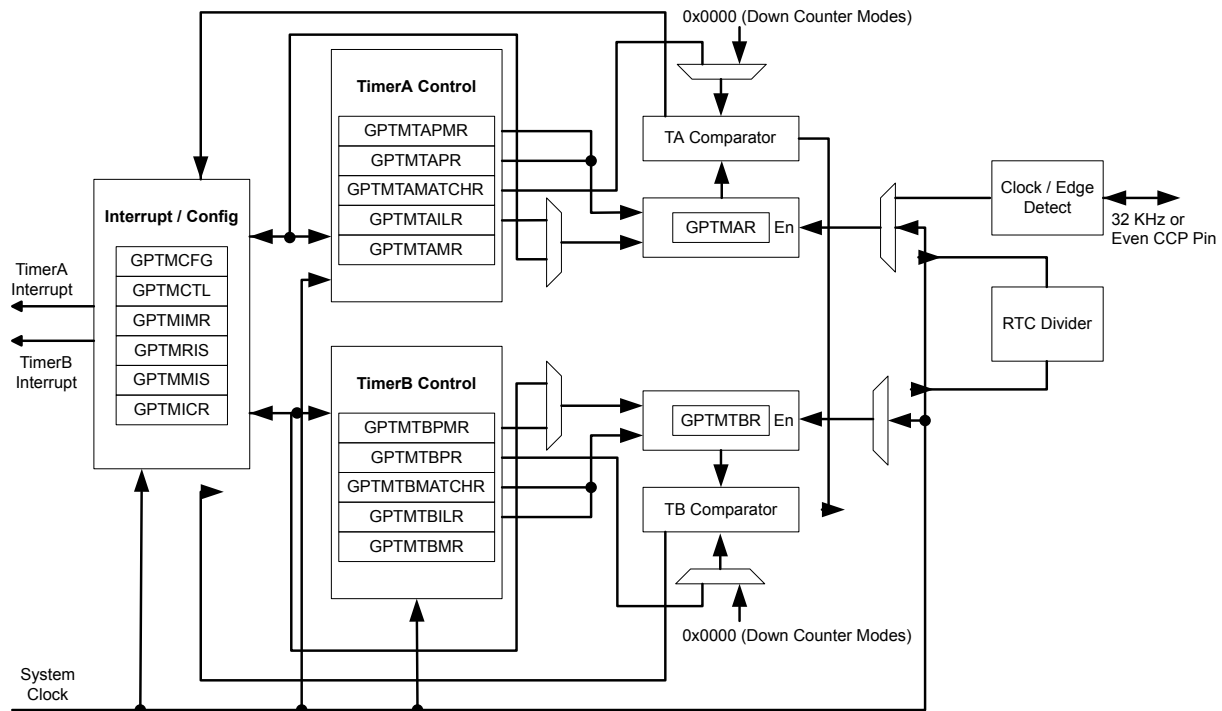 0x0000 (Down Counter Modes)
TimerA Control
GPTMTAPMR
GPTMTAPR
GPTMTAMATCHR
GPTMTAILR
GPTMTAMR
TA Comparator
GPTMAR
En
Clock / Edge
Detect
32 KHz or
Even CCP Pin
Interrupt / Config
GPTMCFG
GPTMCTL
GPTMIMR
GPTMRIS
GPTMMIS
GPTMICR
TimerA
Interrupt
TimerB
Interrupt
RTC Divider
TimerB Control
GPTMTBPMR
GPTMTBPR
GPTMTBMATCHR
GPTMTBILR
GPTMTBMR
GPTMTBR
En
TB Comparator
0x0000 (Down Counter Modes)
System
Clock